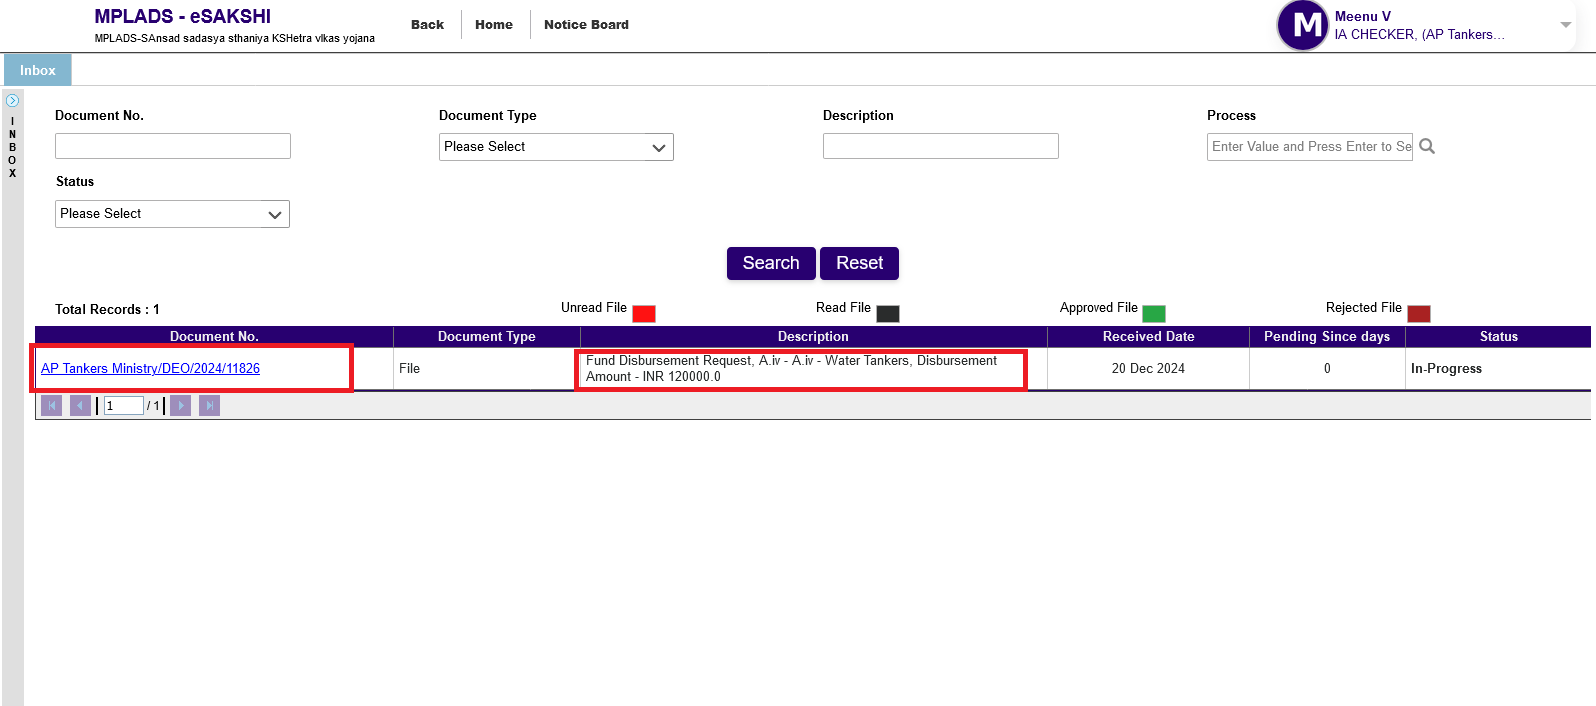 MPLADS - eSAKSHI
MPLADS-SAnsad sadasya sthaniya KSHetra vIkas yojana
Back
Home
Notice Board
M
Meenu V
IA CHECKER, (AP Tankers...
Inbox
INBOX
Document No.
Document Type
Description
Process
Please Select
Enter Value and Press Enter to Se
Status
Please Select
Search
Reset
Total Records : 1
Unread File
Read File
Approved File
Rejected File
Document No.
Document Type
Description
Received Date
Pending Since days
Status
AP Tankers Ministry/DEO/2024/11826
File
Fund Disbursement Request, A.iv - A.iv - Water Tankers, Disbursement
Amount - INR 120000.0
20 Dec 2024
0
In-Progress
1 / 1